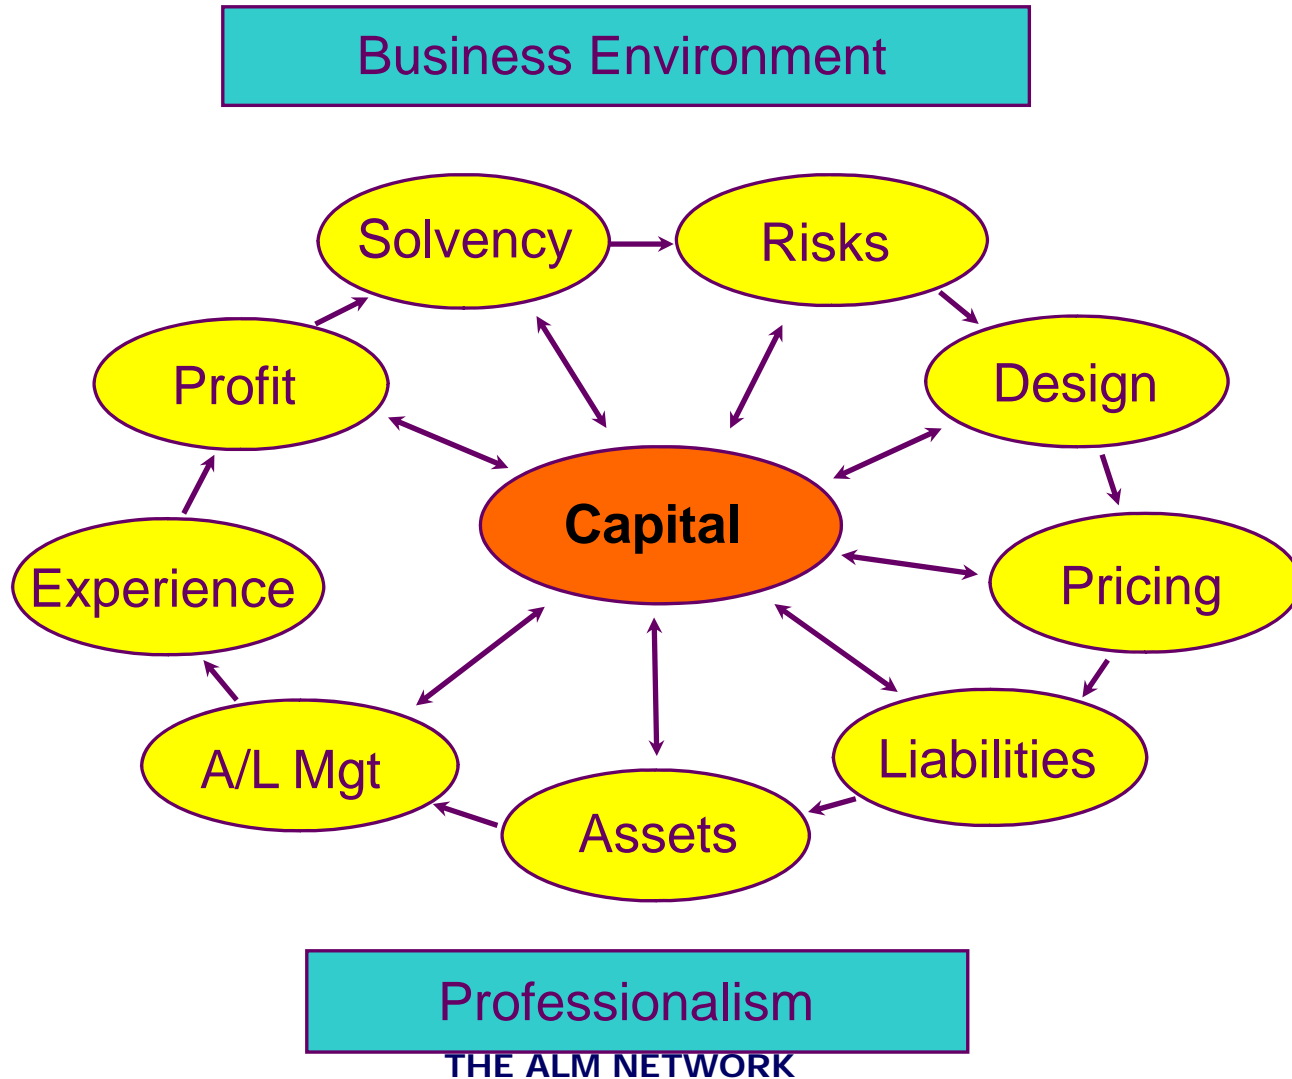 Business Environment
Solvency
Risks
Profit
Design
Capital
Experience
Pricing
A/L Mgt
Liabilities
Assets
Professionalism
THE ALM NETWORK